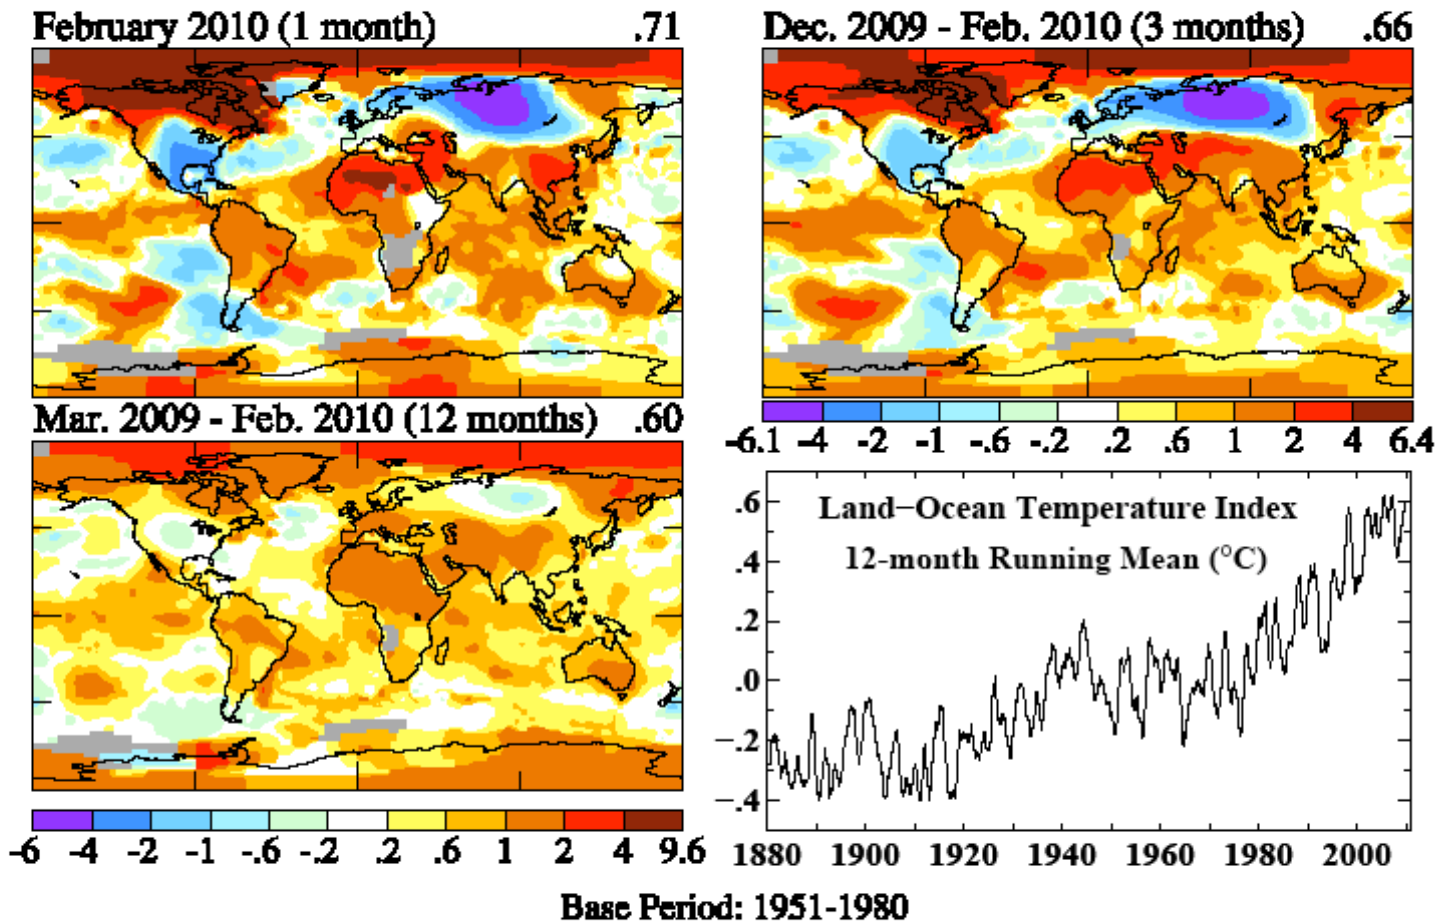 February 2010 (1 month) .71
Dec. 2009 - Feb. 2010 (3 months) .66
Mar. 2009 - Feb. 2010 (12 months) .60
-6.1 -4 -2 -1 -.6 -.2 .2 .6 1 2 4 6.4
Land−Ocean Temperature Index
12-month Running Mean (°C)
.6
.4
.2
.0
−.2
−.4
1880 1900 1920 1940 1960 1980 2000
-6 -4 -2 -1 -.6 -.2 .2 .6 1 2 4 9.6
Base Period: 1951-1980